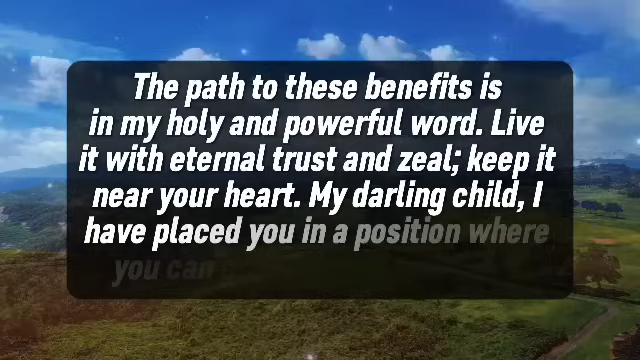 The path to these benefits is
in my holy and powerful word. Live
it with eternal trust and zeal; keep it
near your heart. My darling child, I
have placed you in a position where
you can